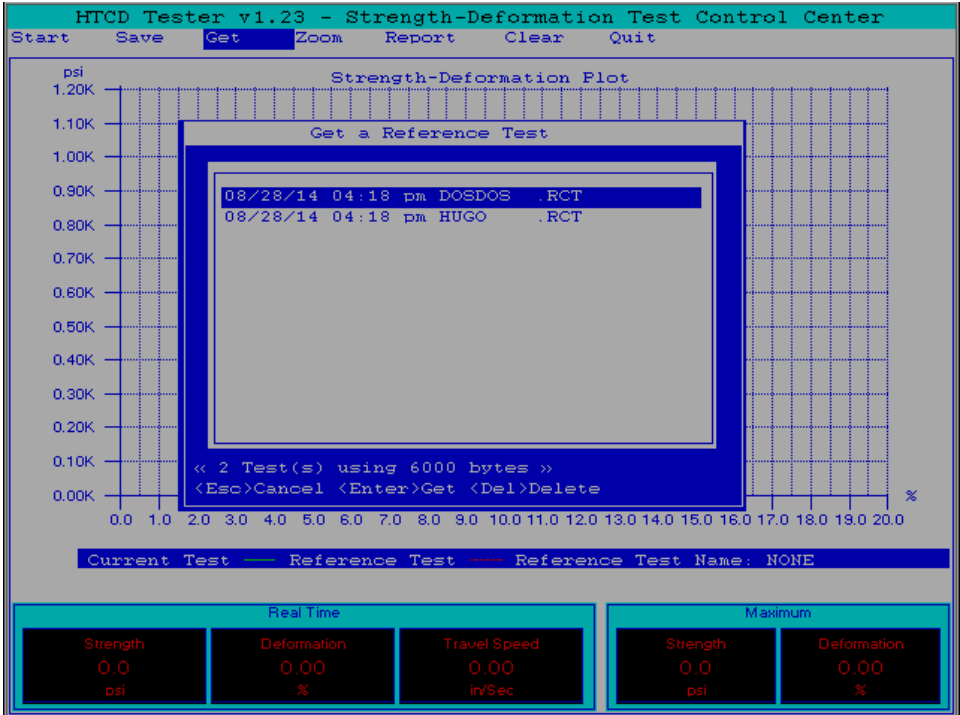 HTCD Tester v1.23 - Strength-Deformation Test Control Center
Start Save Get Zoom Report Clear Quit
psi
Strength-Deformation Plot
1.20K
1.10K
Get a Reference Test
1.00K
0.90K
08/28/14 04:18 pm DOSDOS .RCT
08/28/14 04:18 pm HUGO .RCT
0.80K
0.70K
0.60K
0.50K
0.40K
0.30K
0.20K
0.10K
« 2 Test(s) using 6000 bytes »
<Esc>Cancel <Enter>Get <Del>Delete
0.00K
%
0.0 1.0 2.0 3.0 4.0 5.0 6.0 7.0 8.0 9.0 10.0 11.0 12.0 13.0 14.0 15.0 16.0 17.0 18.0 19.0 20.0
Current Test Reference Test Reference Test Name: NONE
Real Time Maximum
Strength Deformation Travel Speed Strength Deformation
0.0 0.00 0.00 0.0 0.00
psi % in/Sec psi %